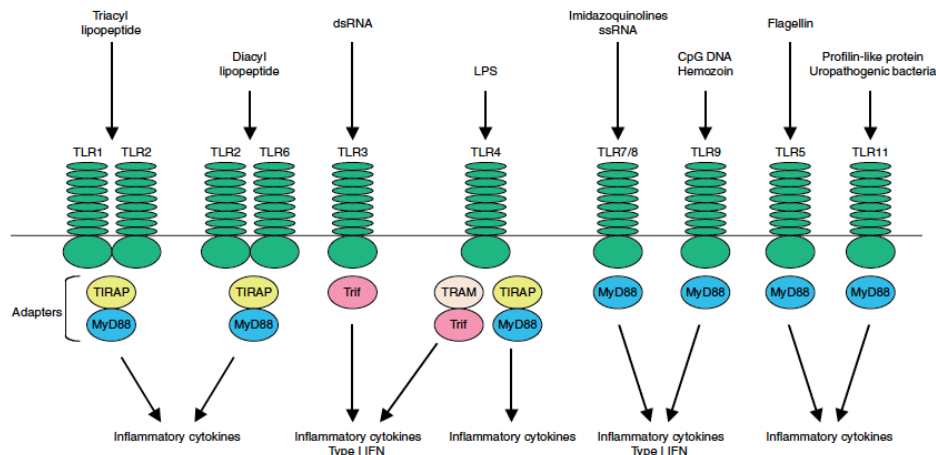 Triacyl
lipopeptide
Diacyl
lipopeptide
dsRNA
LPS
Imidazoquinolines
ssRNA
CpG DNA
Hemozoin
Flagellin
Profilin-like protein
Uropathogenic bacteria
TLR1 TLR2 TLR2 TLR6 TLR3 TLR4 TLR7/8 TLR9 TLR5 TLR11
Adapters
TIRAP TIRAP Trif TRAM TIRAP MyD88 MyD88 MyD88 MyD88
MyD88 MyD88 Trif MyD88
Inflammatory cytokines
Inflammatory cytokines
Type I IFN
Inflammatory cytokines
Inflammatory cytokines
Type I IFN
Inflammatory cytokines